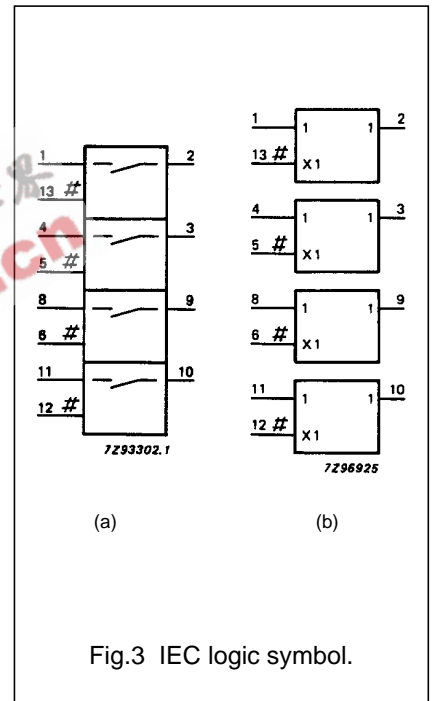 1 2
13 #
4 3
5 #
8 9
6 #
11 10
12 #
7Z93302.1
(a)
1 1 1 2
13 # X1
4 1 1 3
5 # X1
8 1 1 9
6 # X1
11 1 1 10
12 # X1
7Z96925
(b)
Fig.3 IEC logic symbol.